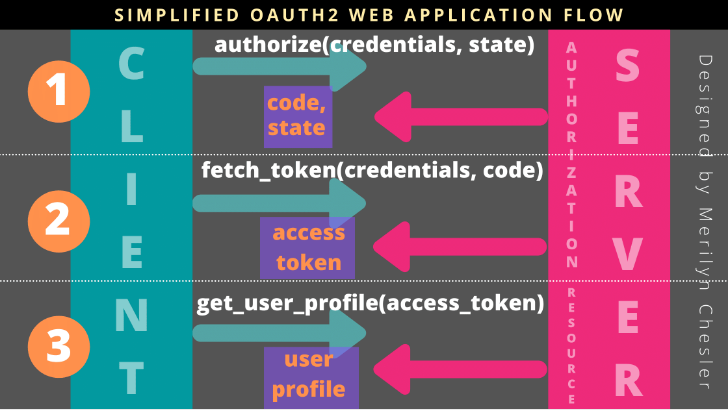 SIMPLIFIED OAUTH2 WEB APPLICATION FLOW
1
CLIENT
authorize(credentials, state)
code,
state
2
fetch_token(credentials, code)
access
token
3
get_user_profile(access_token)
user
profile
AUTHORIZATION
RESOURCE
SERVER
Designed by Merilyn Chesler